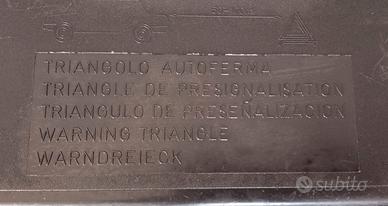 TRIANGOLO AUTOFERMA
TRIANGLE DE PRESIGNALISATION
TRIANGULO DE PRESEÑALIZACION
WARNING TRIANGLE
WARNDREIECK
subito